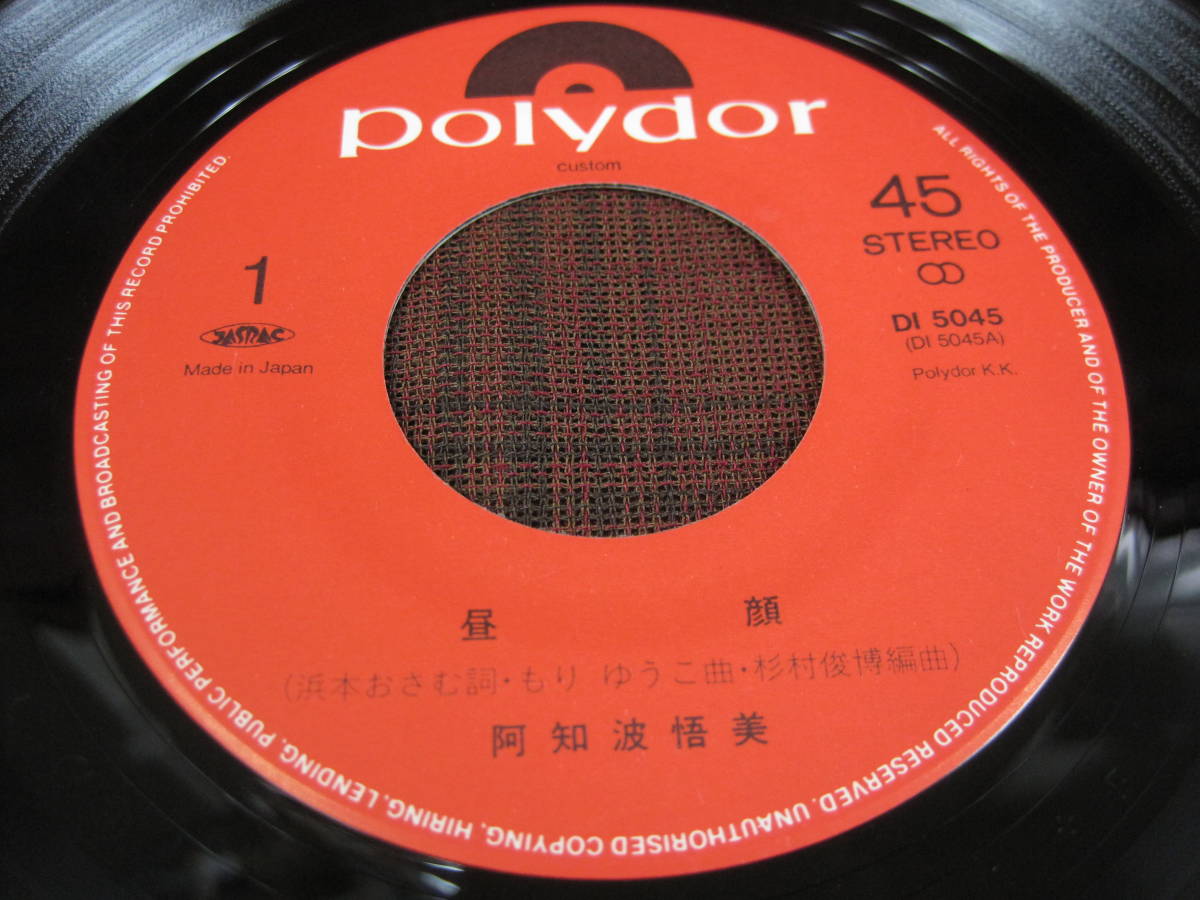 polydor
custom
1
JASRAC
Made in Japan
45
STEREO
DI 5045
(DI 5045A)
Polydor K.K.
昼 顔
(浜本おさむ詞・もり ゆうこ曲・杉村俊博編曲)
阿知波悟美
ALL RIGHTS OF THE PRODUCER AND OF THE OWNER OF THE WORK REPRODUCED RESERVED. UNAUTHORISED COPYING, HIRING, LENDING, PUBLIC PERFORMANCE AND BROADCASTING OF THIS RECORD PROHIBITED.